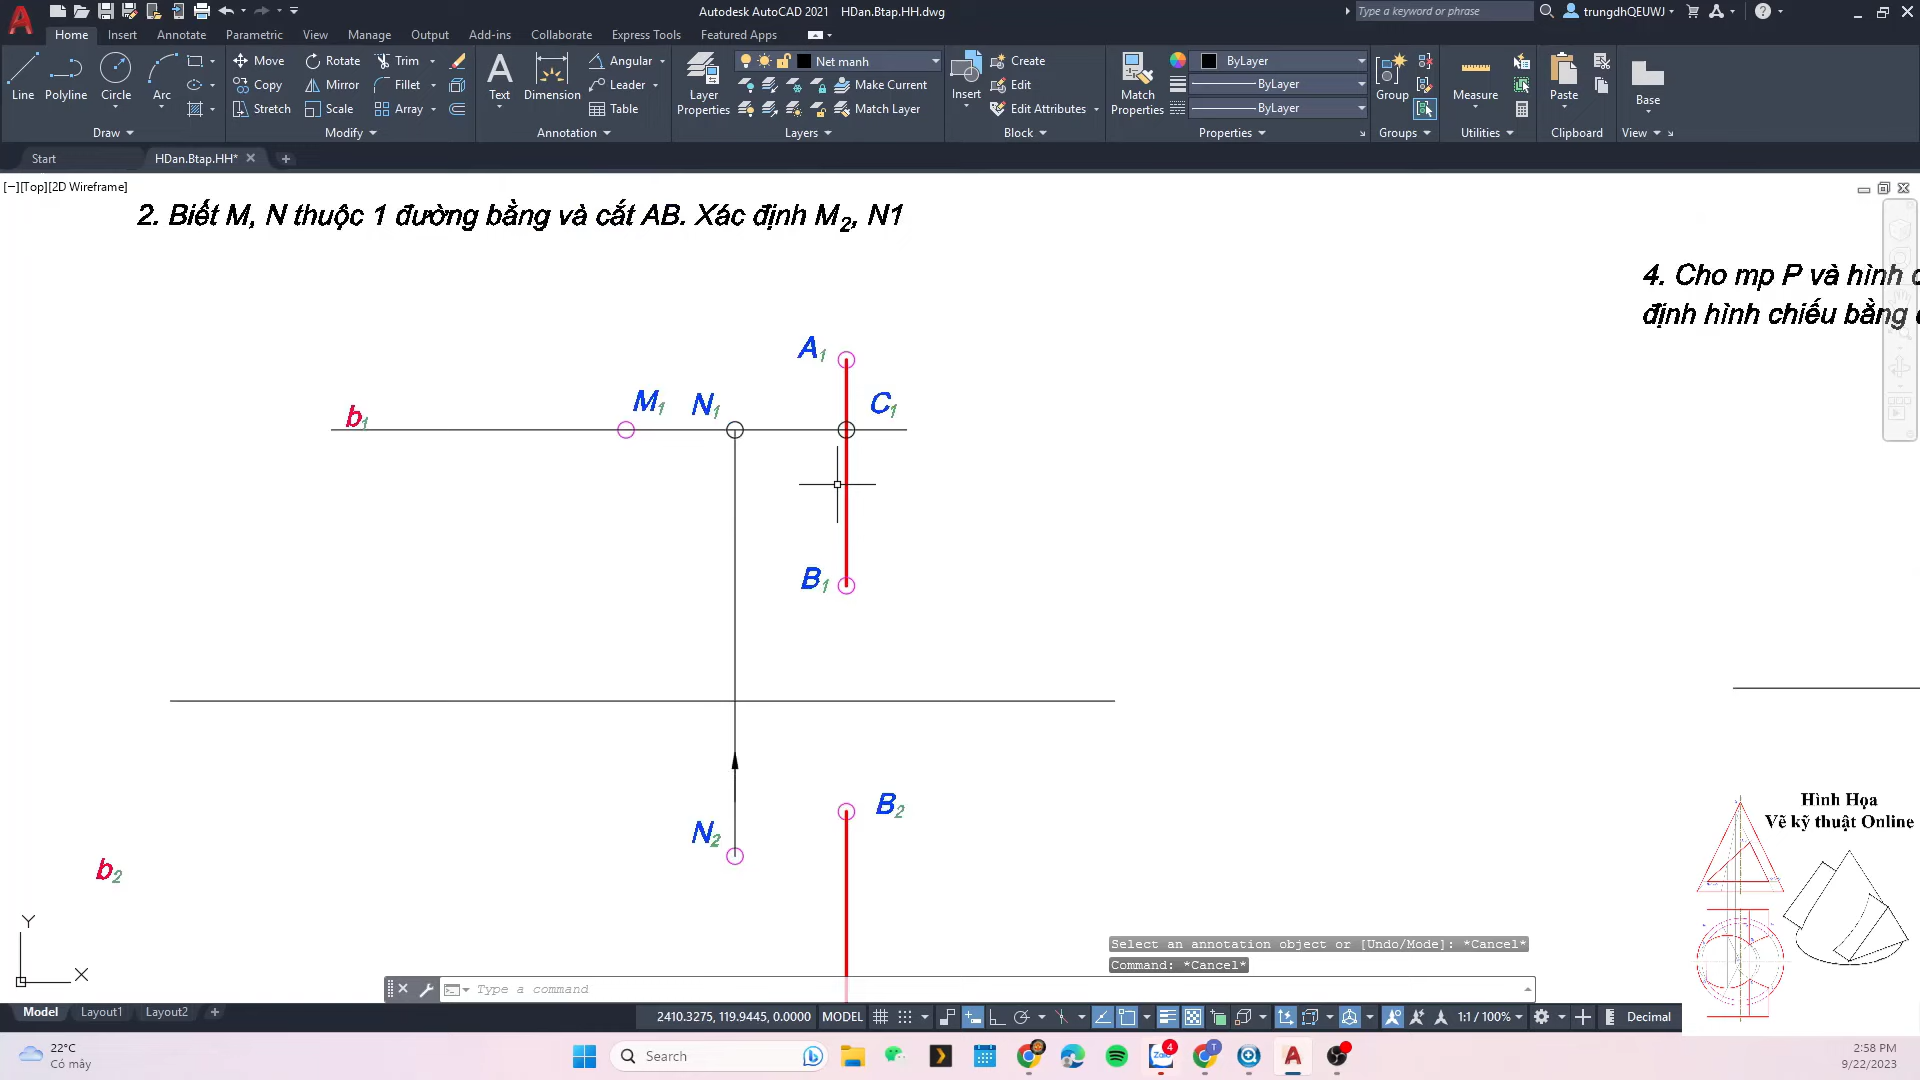 Autodesk AutoCAD 2021 HDan.Btap.HH.dwg
Type a keyword or phrase
trungdhQEUWJ
Home Insert Annotate Parametric View Manage Output Add-ins Collaborate Express Tools Featured Apps
Line Polyline Circle Arc
Move Rotate Trim
Copy Mirror Fillet
Stretch Scale Array
Text Dimension
Angular
Leader
Table
Layer Properties
Net manh
Make Current
Match Layer
Insert
Create
Edit
Edit Attributes
Match Properties
ByLayer
ByLayer
ByLayer
Group
Measure
Paste
Base
Draw Modify Annotation Layers Block Properties Groups Utilities Clipboard View
Start HDan.Btap.HH*
[−][Top][2D Wireframe]
2. Biết M, N thuộc 1 đường bằng và cắt AB. Xác định M2, N1
4. Cho mp P và hình c
định hình chiếu bằng
A1
b1 M1 N1 C1
B1
B2
N2
b2
Hình Họa
Vẽ kỹ thuật Online
Y
X
Select an annotation object or [Undo/Mode]: *Cancel*
Command: *Cancel*
Type a command
Model Layout1 Layout2
2410.3275, 119.9445, 0.0000 MODEL 1:1 / 100% Decimal
22°C
Có mây
Search
4
T
2:58 PM
9/22/2023